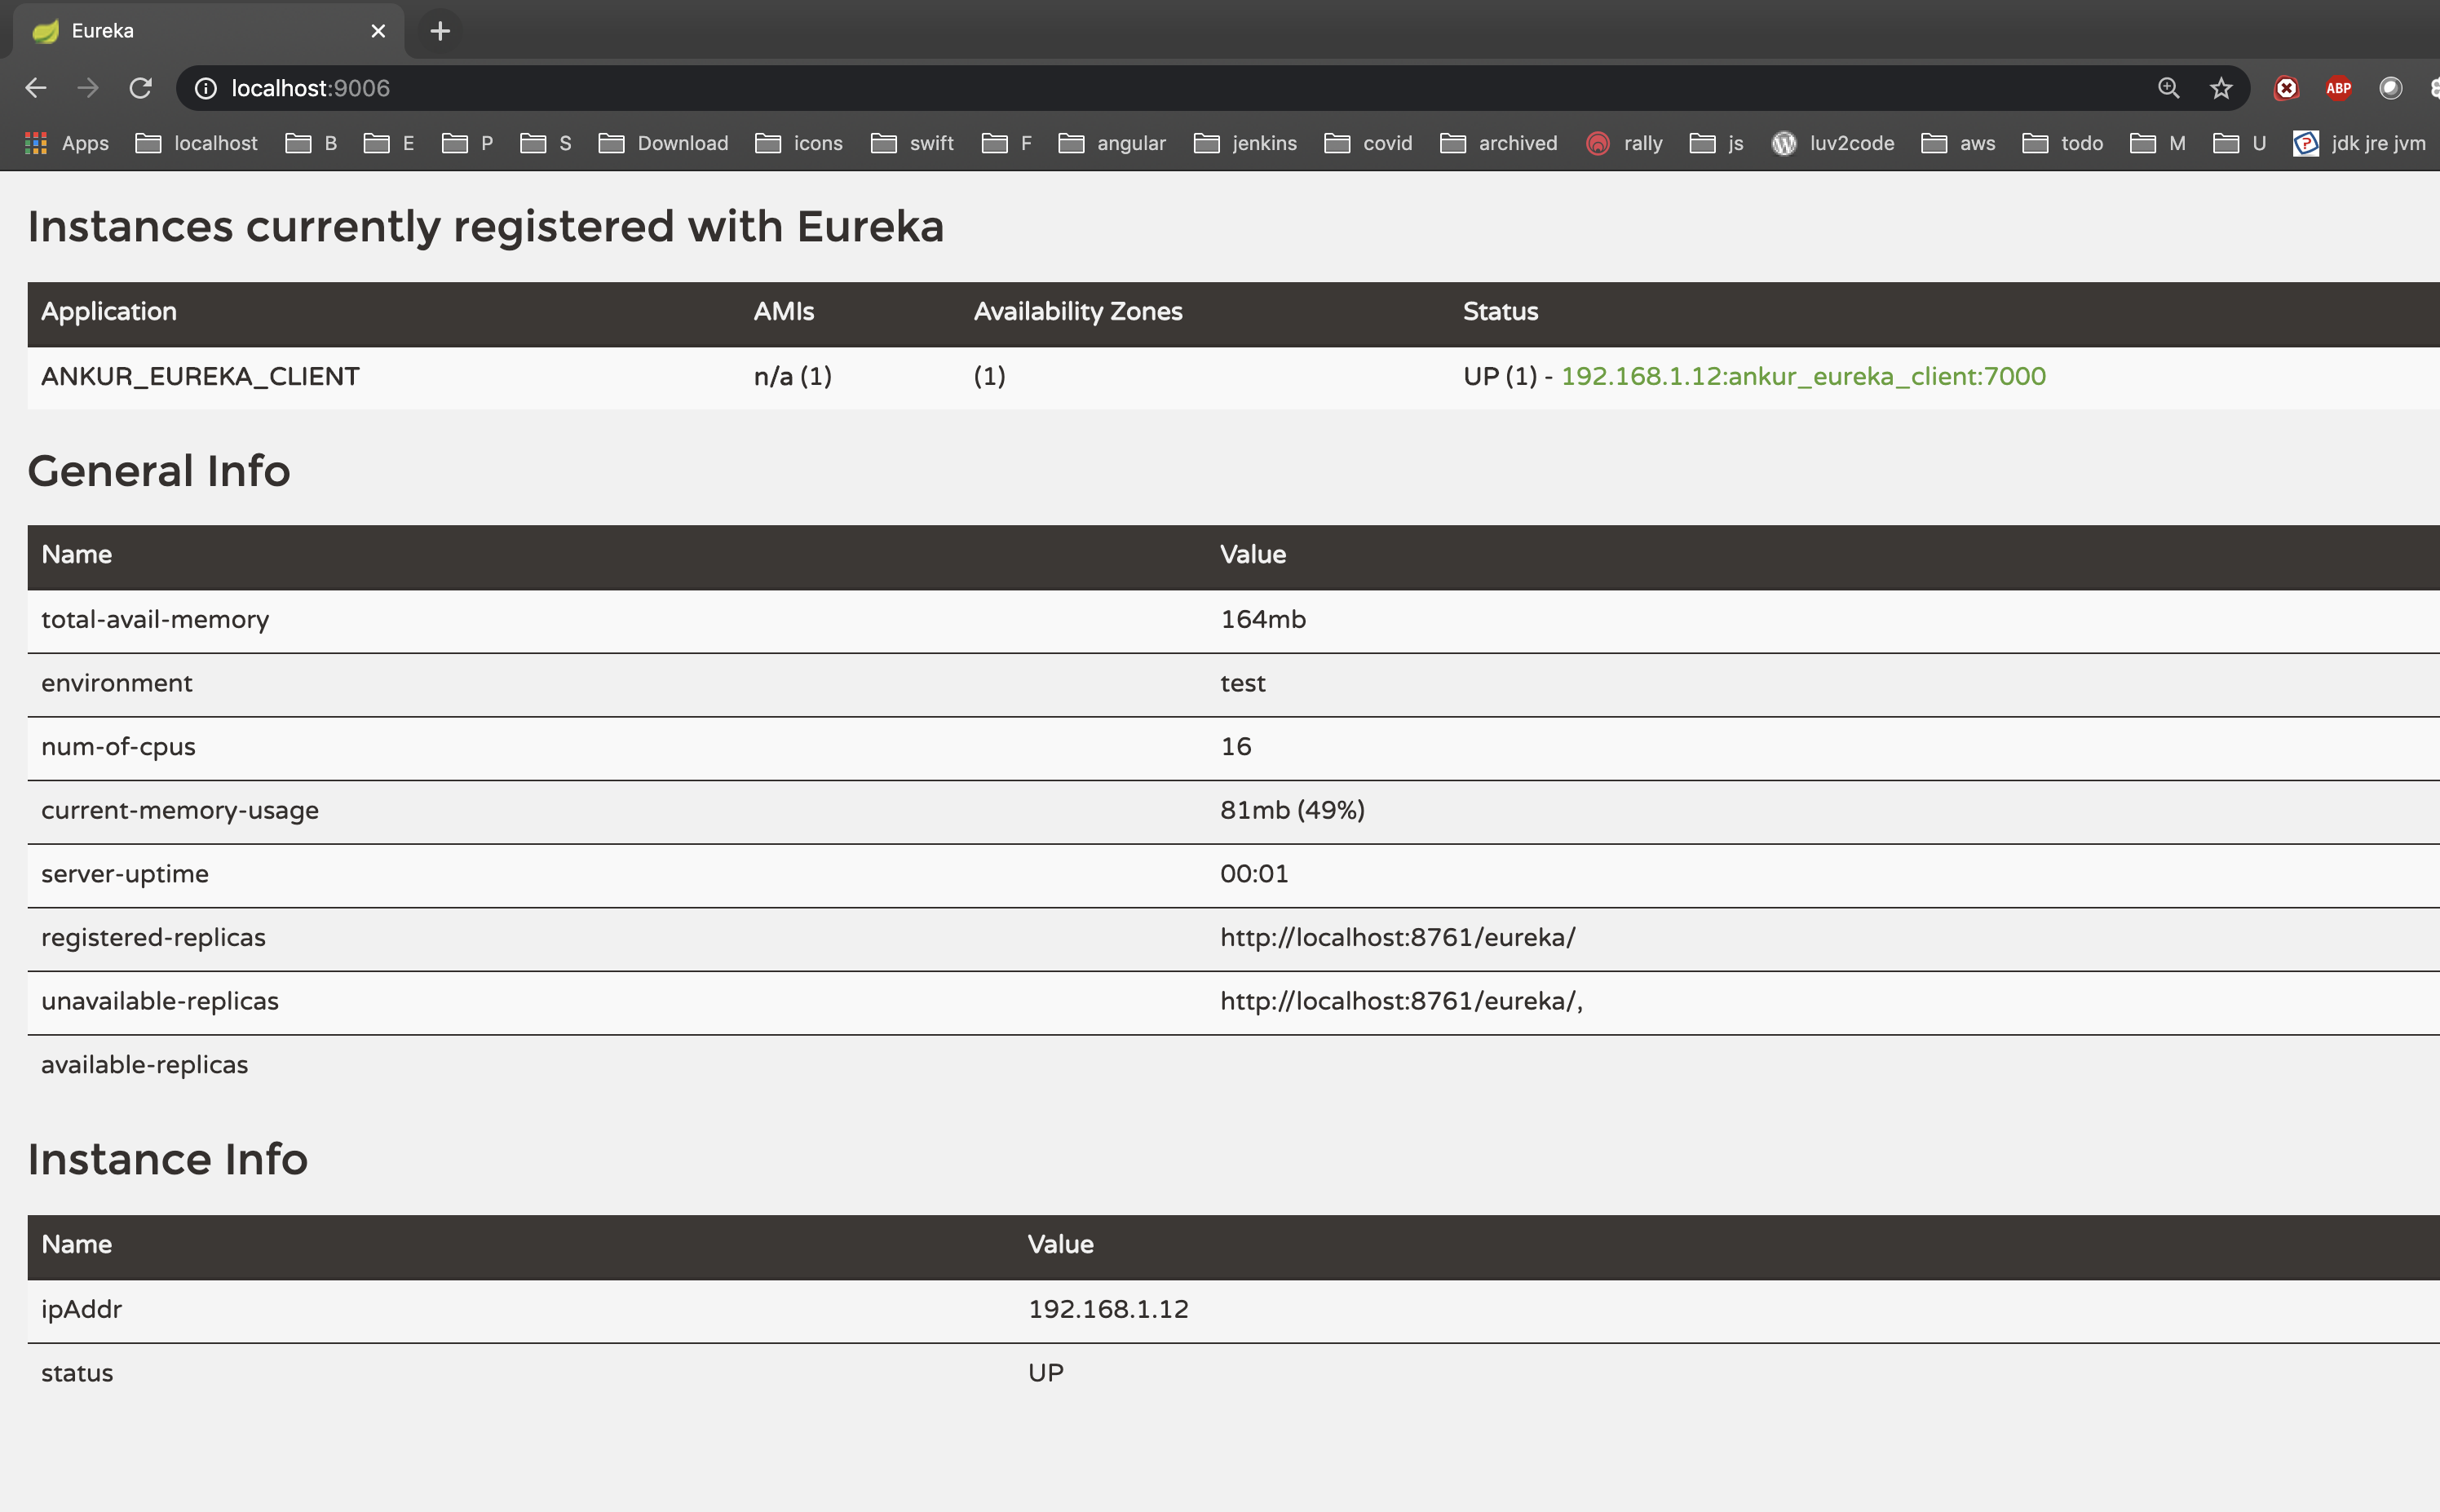 Eureka
localhost:9006
ABP
Apps localhost B E P S Download icons swift F angular jenkins covid archived rally js luv2code aws todo M U jdk jre jvm
Instances currently registered with Eureka
Application AMIs Availability Zones Status
ANKUR_EUREKA_CLIENT n/a (1) (1) UP (1) - 192.168.1.12:ankur_eureka_client:7000
General Info
Name Value
total-avail-memory 164mb
environment test
num-of-cpus 16
current-memory-usage 81mb (49%)
server-uptime 00:01
registered-replicas http://localhost:8761/eureka/
unavailable-replicas http://localhost:8761/eureka/,
available-replicas
Instance Info
Name Value
ipAddr 192.168.1.12
status UP